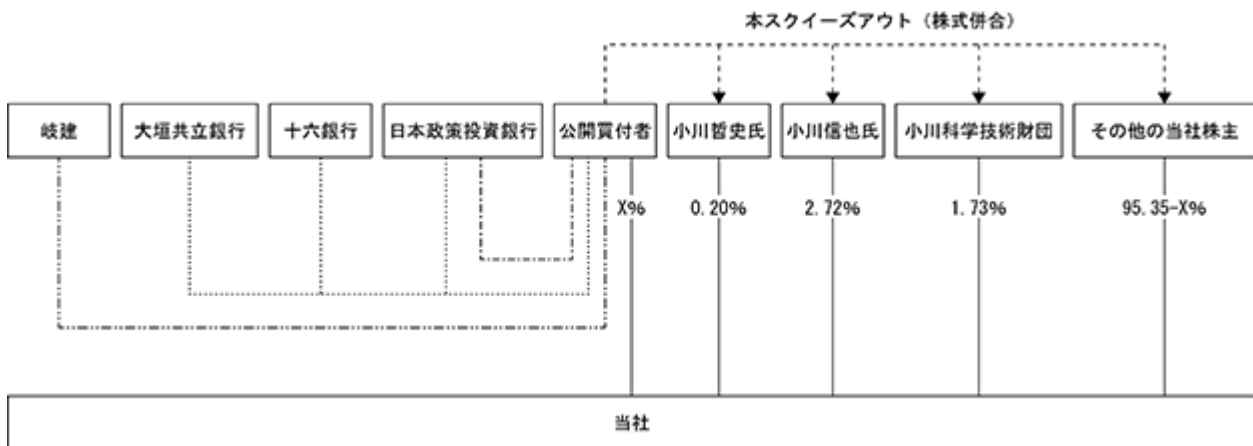 本スクイーズアウト（株式併合）
岐建
大垣共立銀行
十六銀行
日本政策投資銀行
公開買付者
小川哲史氏
小川信也氏
小川科学技術財団
その他の当社株主
X%
0.20%
2.72%
1.73%
95.35-X%
当社